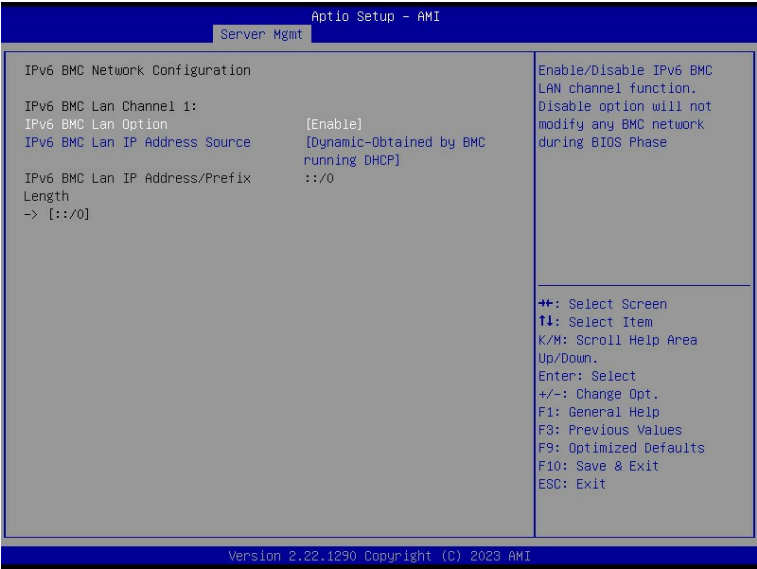 Aptio Setup – AMI
Server Mgmt
IPv6 BMC Network Configuration
IPv6 BMC Lan Channel 1:
IPv6 BMC Lan Option [Enable]
IPv6 BMC Lan IP Address Source [Dynamic-Obtained by BMC
running DHCP]
IPv6 BMC Lan IP Address/Prefix ::/0
Length
-> [::/0]
Enable/Disable IPv6 BMC
LAN channel function.
Disable option will not
modify any BMC network
during BIOS Phase
→←: Select Screen
↑↓: Select Item
K/M: Scroll Help Area
Up/Down.
Enter: Select
+/-: Change Opt.
F1: General Help
F3: Previous Values
F9: Optimized Defaults
F10: Save & Exit
ESC: Exit
Version 2.22.1290 Copyright (C) 2023 AMI